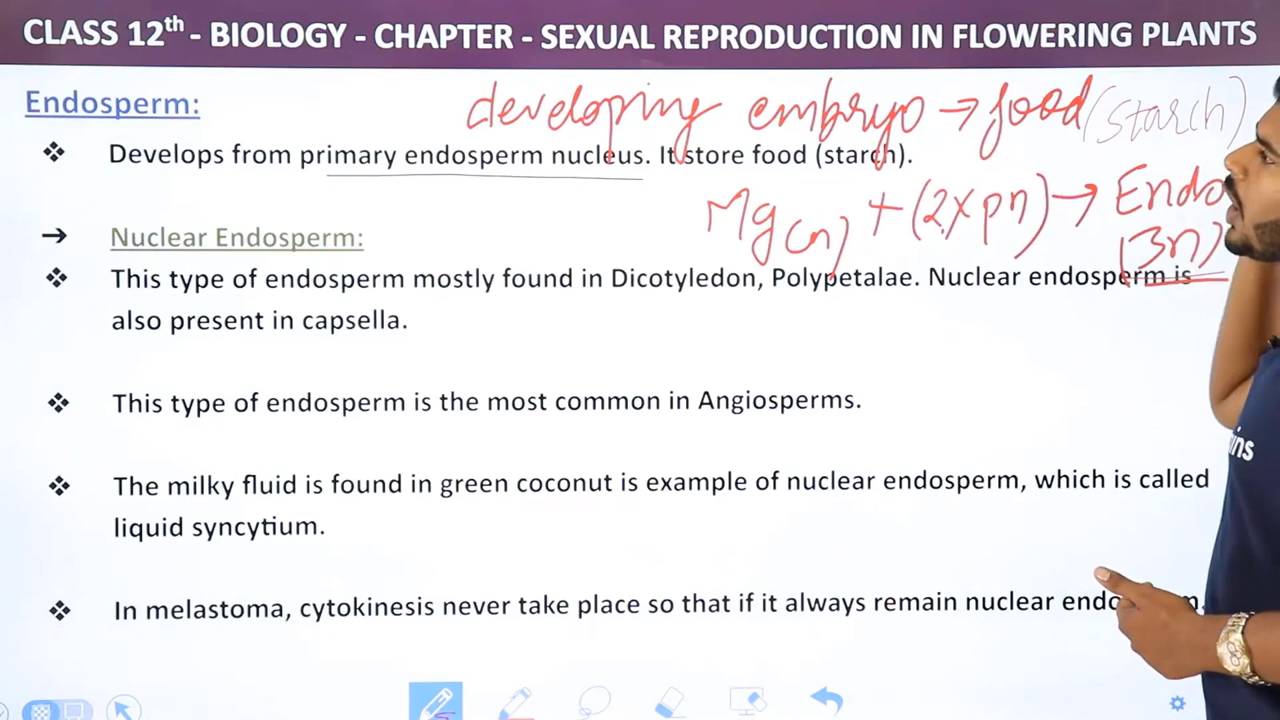 CLASS 12th - BIOLOGY - CHAPTER - SEXUAL REPRODUCTION IN FLOWERING PLANTS
Endosperm:
developing embryo → food (starch)
❖ Develops from primary endosperm nucleus. It store food (starch).
Mg(n) + (2×pn) → Endo
(3n)
→ Nuclear Endosperm:
❖ This type of endosperm mostly found in Dicotyledon, Polypetalae. Nuclear endosperm is
also present in capsella.
❖ This type of endosperm is the most common in Angiosperms.
❖ The milky fluid is found in green coconut is example of nuclear endosperm, which is called
liquid syncytium.
❖ In melastoma, cytokinesis never take place so that if it always remain nuclear